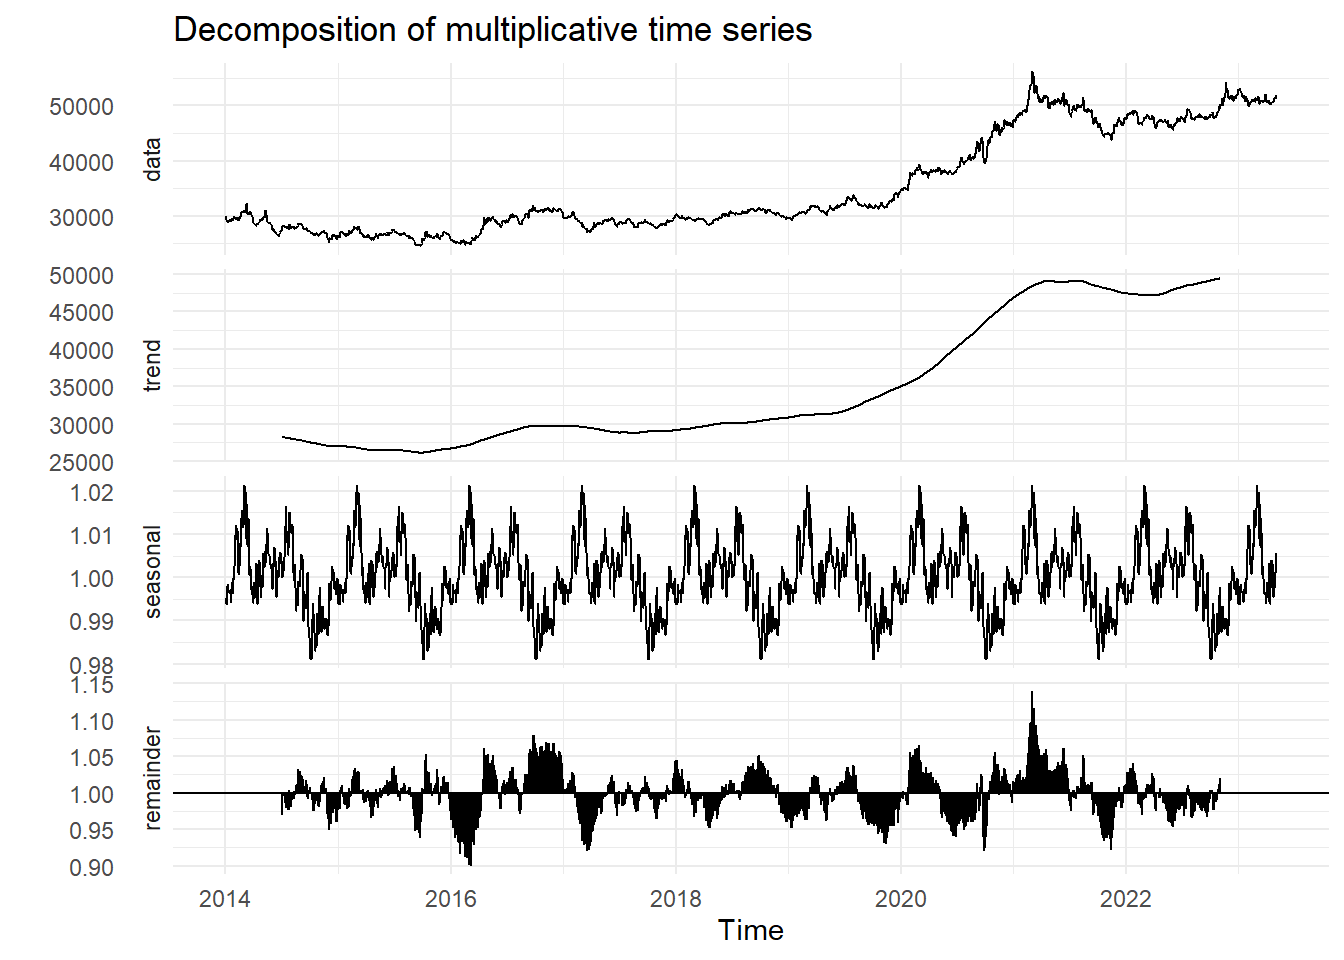 Decomposition of multiplicative time series
50000
40000
30000
data
50000
45000
40000
35000
30000
25000
trend
1.02
1.01
1.00
0.99
0.98
seasonal
1.15
1.10
1.05
1.00
0.95
0.90
remainder
2014 2016 2018 2020 2022
Time